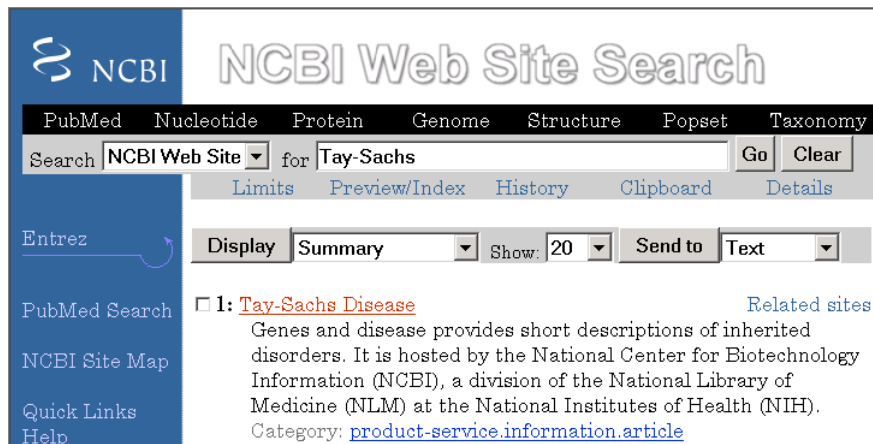 NCBI
NCBI Web Site Search
PubMed Nucleotide Protein Genome Structure Popset Taxonomy
Search NCBI Web Site for Tay-Sachs Go Clear
Limits Preview/Index History Clipboard Details
Entrez
Display Summary Show: 20 Send to Text
PubMed Search
NCBI Site Map
Quick Links
Help
1: Tay-Sachs Disease Related sites
Genes and disease provides short descriptions of inherited
disorders. It is hosted by the National Center for Biotechnology
Information (NCBI), a division of the National Library of
Medicine (NLM) at the National Institutes of Health (NIH).
Category: product-service.information.article